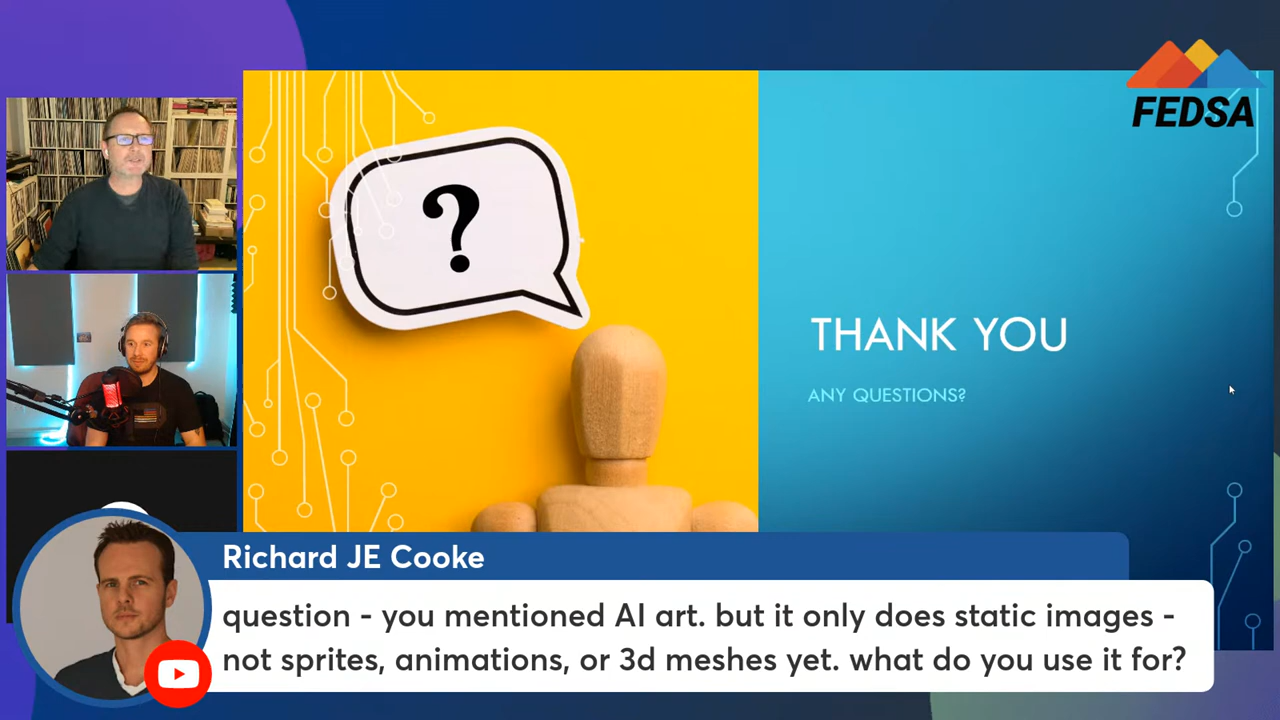 FEDSA
?
THANK YOU
ANY QUESTIONS?
Richard JE Cooke
question - you mentioned AI art. but it only does static images -
not sprites, animations, or 3d meshes yet. what do you use it for?